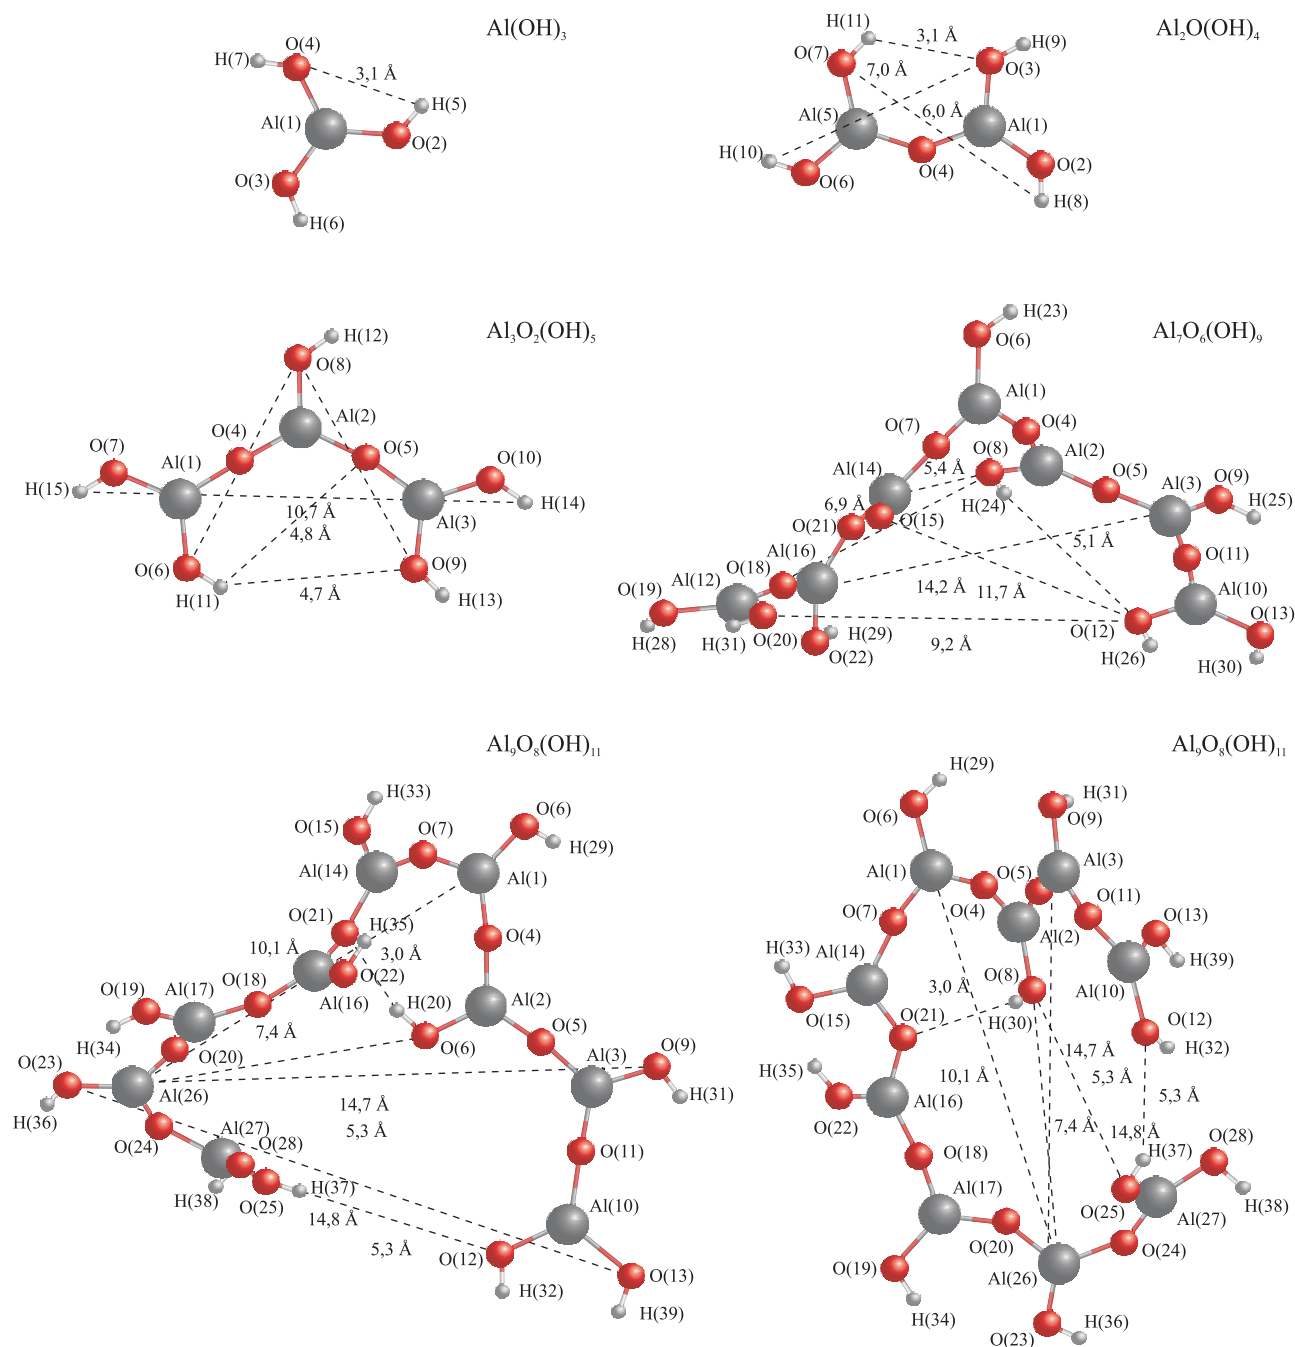 Al(OH)₃
O(4)
H(7)
3,1 Å
H(5)
Al(1)
O(2)
O(3)
H(6)
Al₂O(OH)₄
H(11)
3,1 Å
H(9)
O(7)
7,0 Å
O(3)
Al(5)
6,0 Å
Al(1)
H(10)
O(6)
O(4)
O(2)
H(8)
Al₃O₂(OH)₅
H(12)
O(8)
Al(2)
O(4)
O(5)
O(7)
Al(1)
O(10)
H(15)
10,7 Å
Al(3)
H(14)
4,8 Å
O(6)
O(9)
H(11)
4,7 Å
H(13)
Al₇O₆(OH)₉
H(23)
O(6)
Al(1)
O(4)
O(7)
O(8)
Al(2)
Al(14)
5,4 Å
O(5)
Al(3)
O(9)
H(25)
6,9 Å
H(24)
O(21)
O(15)
5,1 Å
O(11)
Al(16)
O(18)
Al(12)
O(19)
14,2 Å
11,7 Å
Al(10)
O(13)
H(28)
H(31)
O(20)
H(29)
O(22)
9,2 Å
O(12)
H(26)
H(30)
Al₉O₈(OH)₁₁
H(33)
O(15)
O(7)
O(6)
H(29)
Al(14)
Al(1)
O(21)
H(35)
O(4)
10,1 Å
3,0 Å
O(18)
O(22)
O(19)
Al(17)
Al(16)
H(20)
Al(2)
7,4 Å
O(5)
H(34)
O(6)
O(23)
O(20)
Al(3)
O(9)
Al(26)
H(31)
H(36)
14,7 Å
O(24)
Al(27)
5,3 Å
O(28)
O(11)
H(38)
O(25)
H(37)
14,8 Å
Al(10)
5,3 Å
O(12)
O(13)
H(32)
H(39)
Al₉O₈(OH)₁₁
H(29)
H(31)
O(6)
O(9)
Al(1)
O(5)
Al(3)
O(4)
O(11)
O(7)
O(13)
Al(2)
H(33)
Al(14)
O(8)
H(39)
3,0 Å
Al(10)
O(15)
O(21)
H(30)
O(12)
H(32)
14,7 Å
H(35)
10,1 Å
5,3 Å
5,3 Å
Al(16)
O(22)
7,4 Å
14,8 Å
O(28)
O(18)
H(37)
Al(17)
O(25)
Al(27)
H(38)
O(20)
O(24)
O(19)
Al(26)
H(34)
O(23)
H(36)